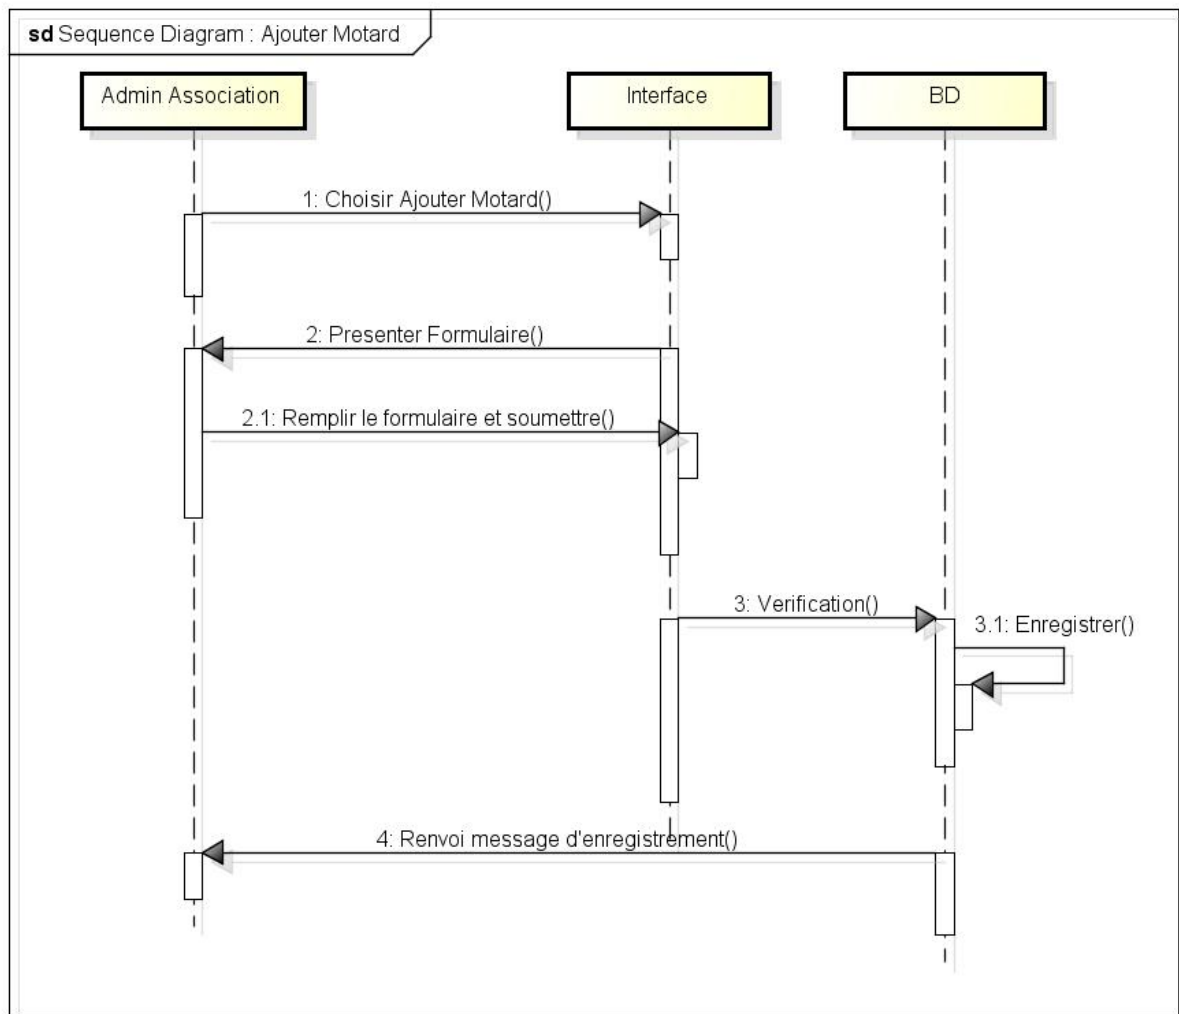 sd Sequence Diagram : Ajouter Motard
Admin Association
Interface
BD
1: Choisir Ajouter Motard()
2: Presenter Formulaire()
2.1: Remplir le formulaire et soumettre()
3: Verification()
3.1: Enregistrer()
4: Renvoi message d'enregistrement()